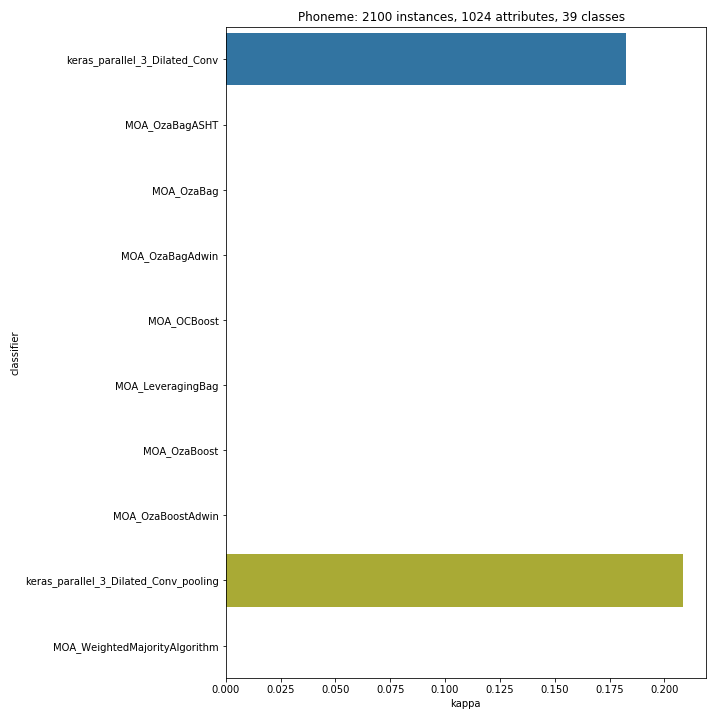 Phoneme: 2100 instances, 1024 attributes, 39 classes
keras_parallel_3_Dilated_Conv
MOA_OzaBagASHT
MOA_OzaBag
MOA_OzaBagAdwin
MOA_OCBoost
MOA_LeveragingBag
MOA_OzaBoost
MOA_OzaBoostAdwin
keras_parallel_3_Dilated_Conv_pooling
MOA_WeightedMajorityAlgorithm
classifier
0.000 0.025 0.050 0.075 0.100 0.125 0.150 0.175 0.200
kappa